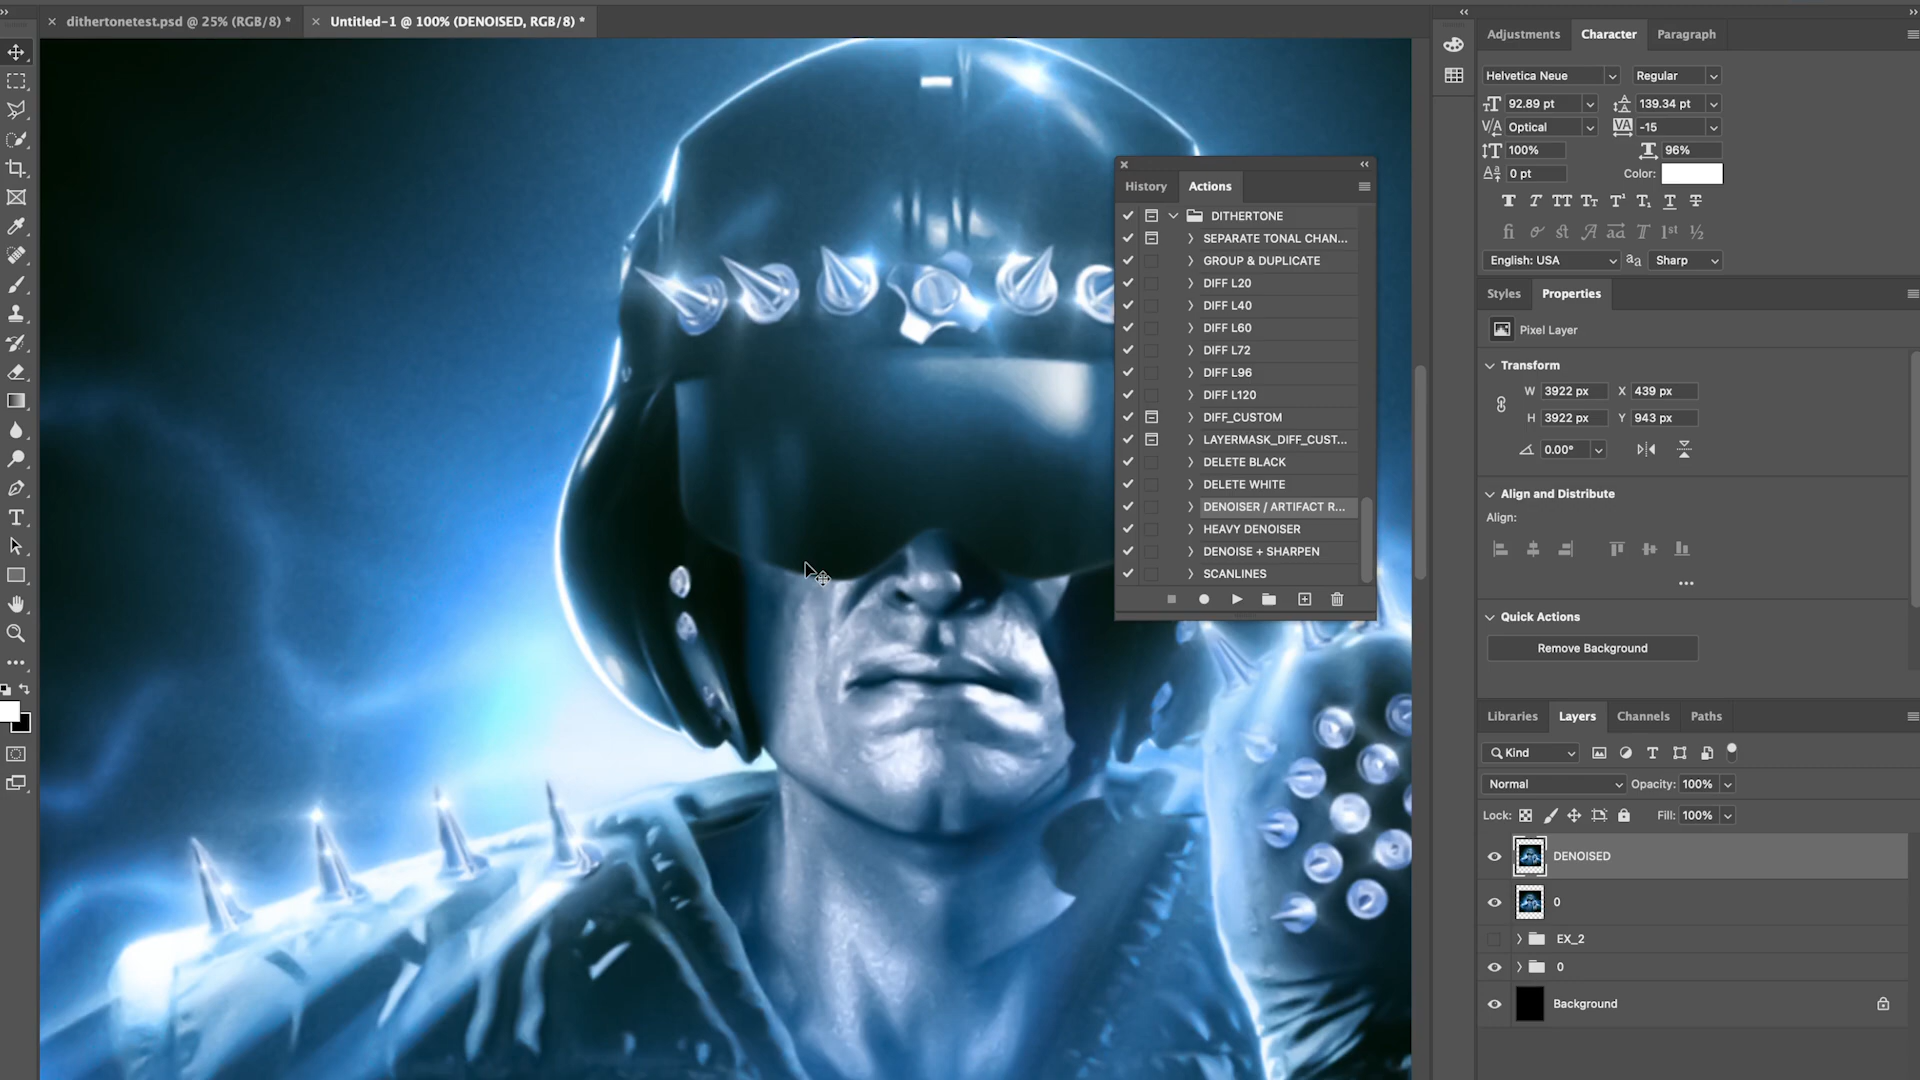 dithertonetest.psd @ 25% (RGB/8) *
Untitled-1 @ 100% (DENOISED, RGB/8) *
History
Actions
DITHERTONE
SEPARATE TONAL CHAN...
GROUP & DUPLICATE
DIFF L20
DIFF L40
DIFF L60
DIFF L72
DIFF L96
DIFF L120
DIFF_CUSTOM
LAYERMASK_DIFF_CUST...
DELETE BLACK
DELETE WHITE
DENOISER / ARTIFACT R...
HEAVY DENOISER
DENOISE + SHARPEN
SCANLINES
Adjustments
Character
Paragraph
Helvetica Neue
Regular
92.89 pt
139.34 pt
Optical
-15
100%
96%
0 pt
Color:
English: USA
Sharp
Styles
Properties
Pixel Layer
Transform
W 3922 px
X 439 px
H 3922 px
Y 943 px
0.00°
Align and Distribute
Align:
Quick Actions
Remove Background
Libraries
Layers
Channels
Paths
Kind
Normal
Opacity: 100%
Lock:
Fill: 100%
DENOISED
0
EX_2
0
Background